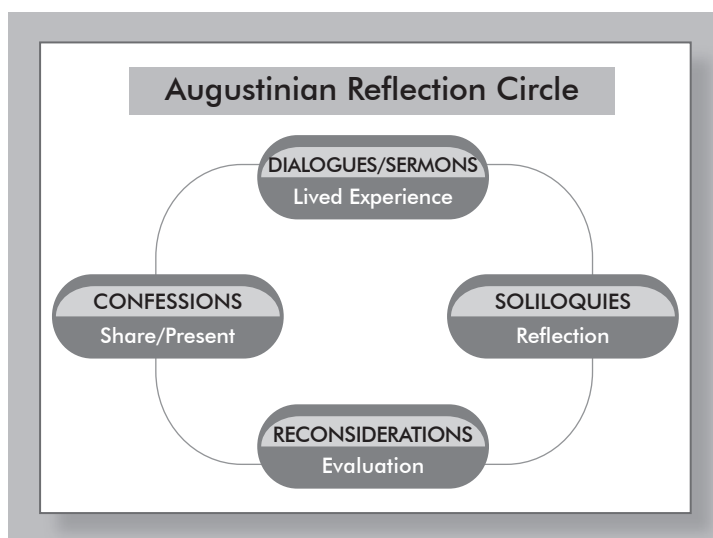 Augustinian Reflection Circle
DIALOGUES/SERMONS
Lived Experience
CONFESSIONS
Share/Present
SOLILOQUIES
Reflection
RECONSIDERATIONS
Evaluation